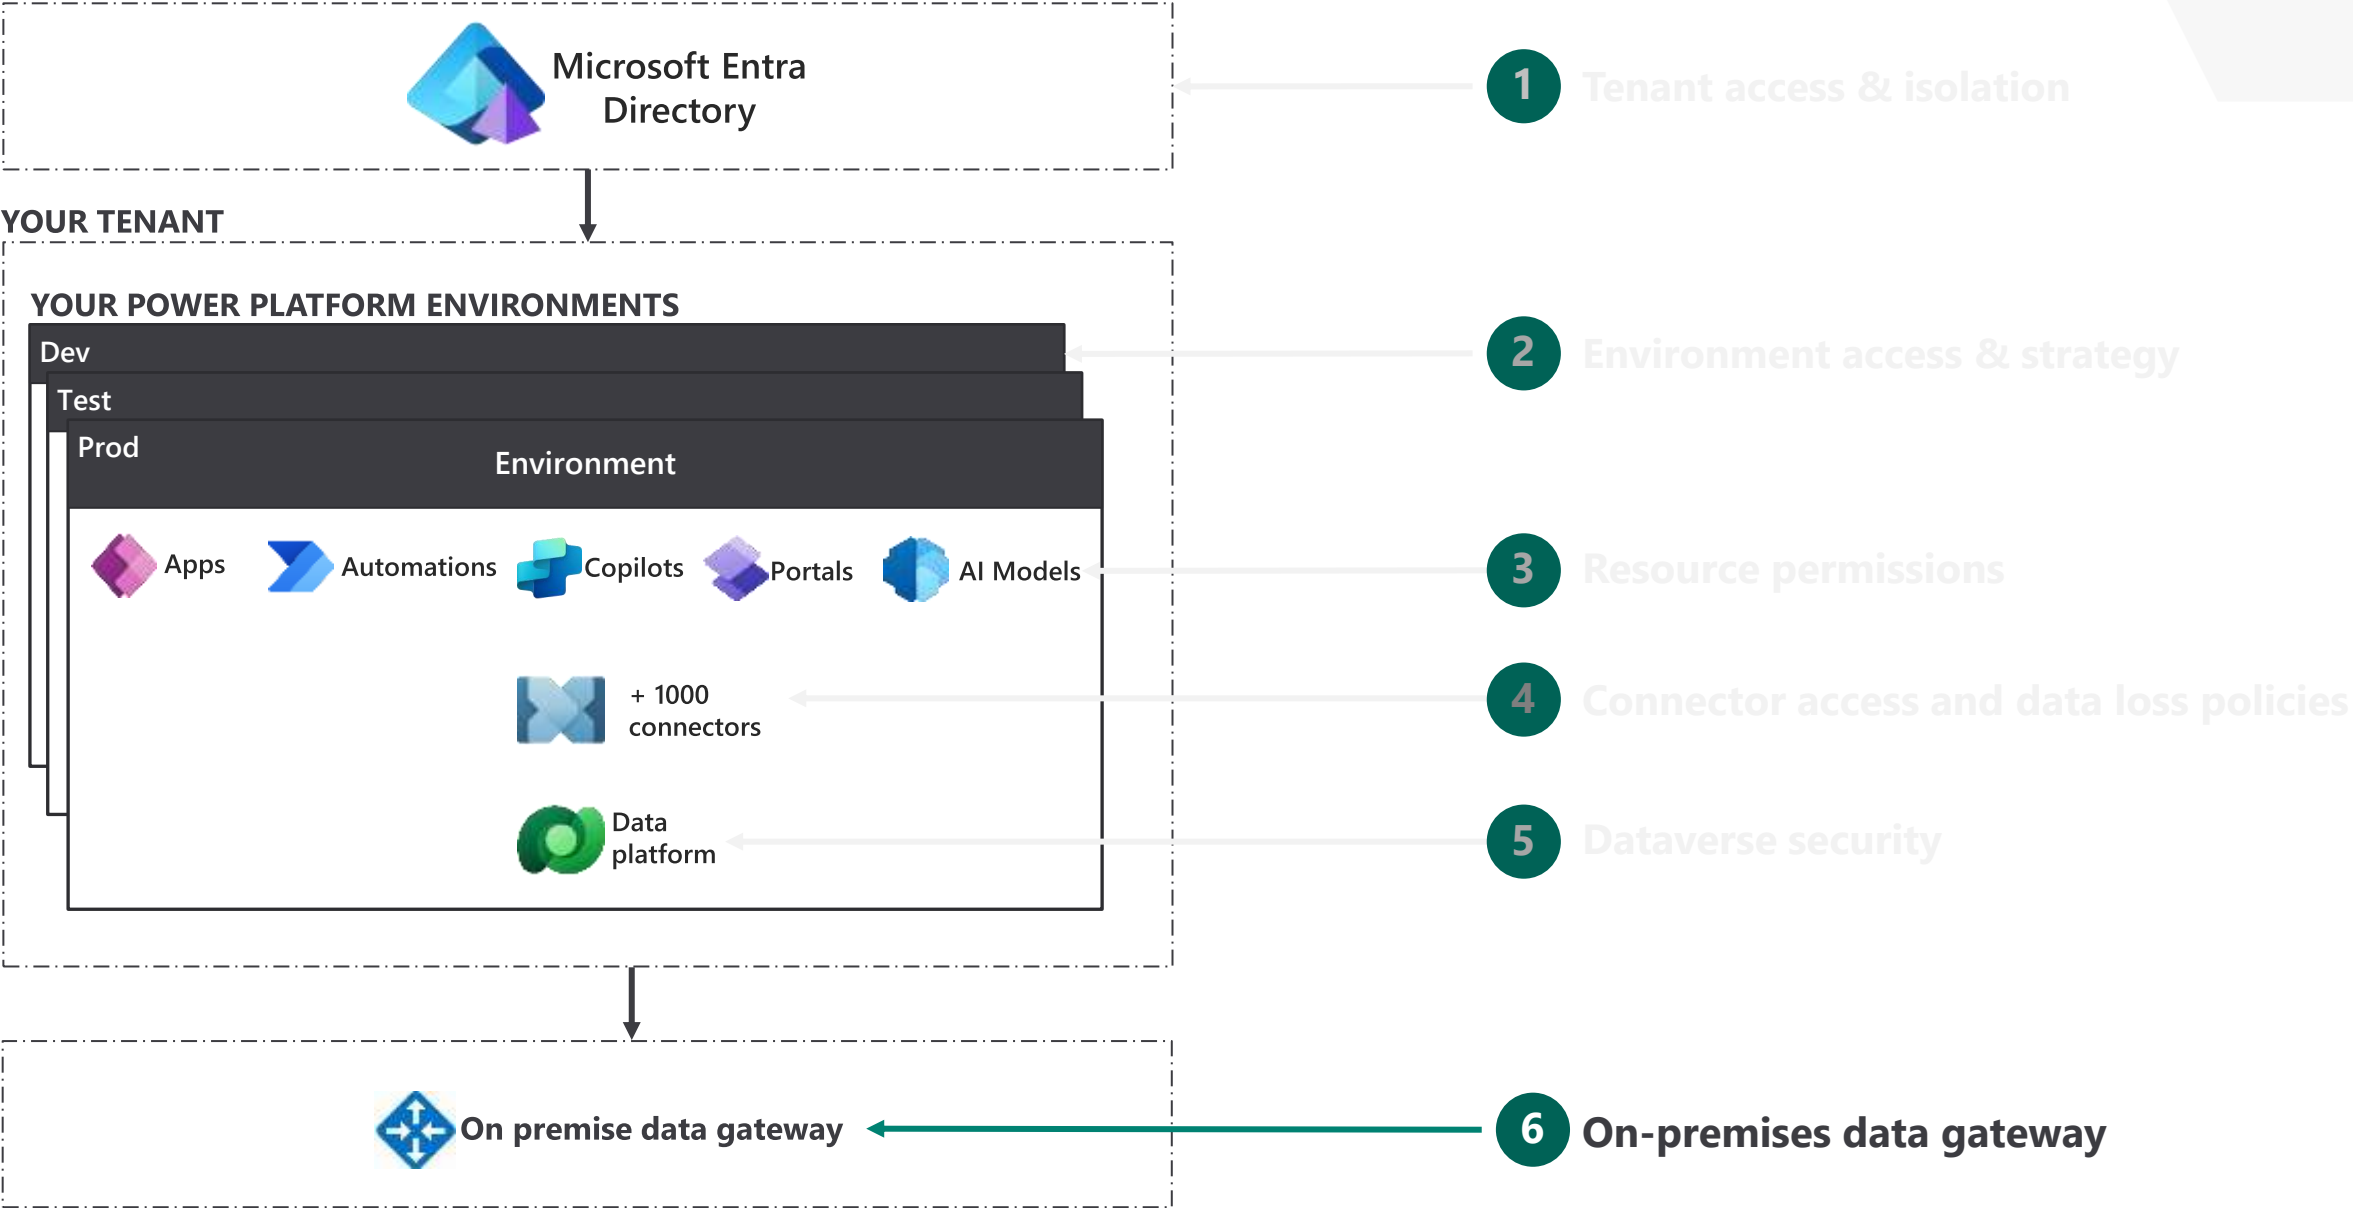 Microsoft Entra
Directory
1 Tenant access & isolation
YOUR TENANT
YOUR POWER PLATFORM ENVIRONMENTS
Dev
2 Environment access & strategy
Test
Prod
Environment
Apps
Automations
Copilots
Portals
AI Models
3 Resource permissions
+ 1000
connectors
4 Connector access and data loss policies
Data
platform
5 Dataverse security
On premise data gateway
6 On-premises data gateway